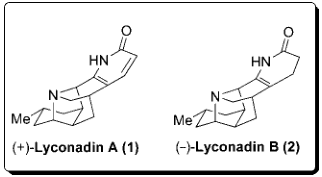 O O
HN HN
N N
Me Me
(+)-Lyconadin A (1) (–)-Lyconadin B (2)